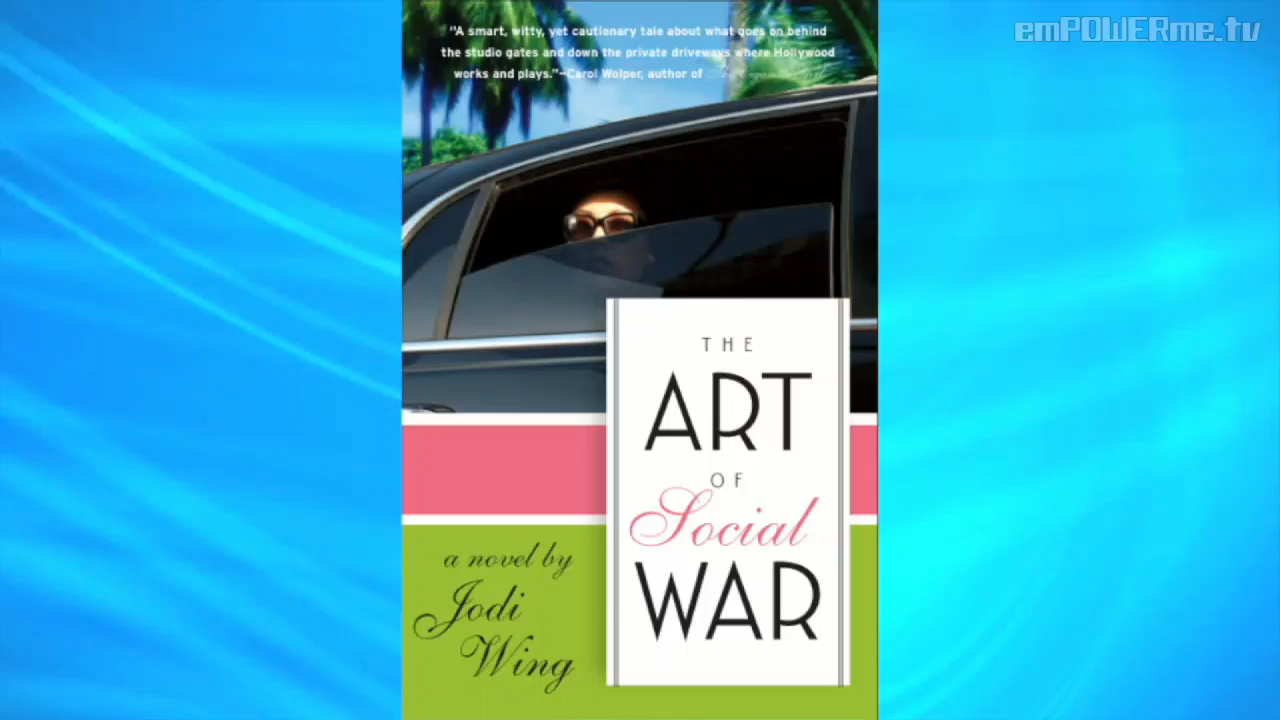 emPOWERme.tv
"A smart, witty, yet cautionary tale about what goes on behind
the studio gates and down the private driveways where Hollywood
works and plays."—Carol Wolper, author of
THE
ART
OF
Social
WAR
a novel by
Jodi
Wing